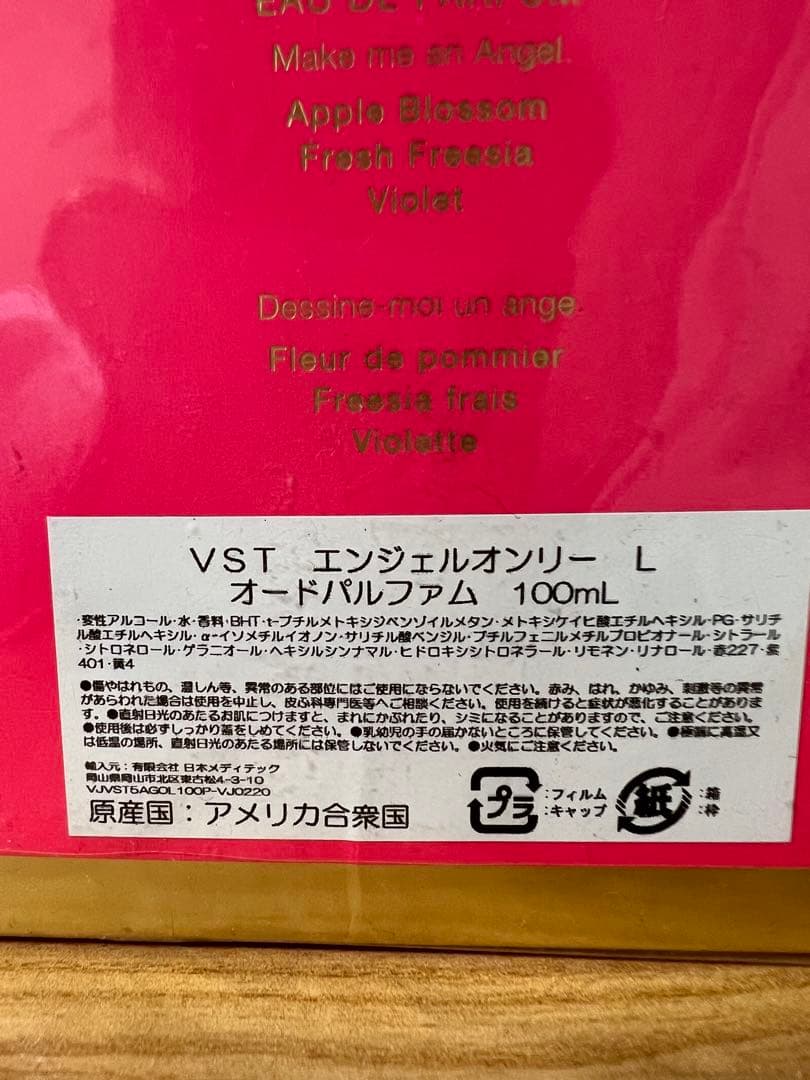 EAU DE PARFUM
Make me an Angel.
Apple Blossom
Fresh Freesia
Violet
Dessine-moi un ange.
Fleur de pommier
Freesia frais
Violette
VST エンジェルオンリー L
オードパルファム 100mL
・変性アルコール・水・香料・BHT・t-ブチルメトキシジベンゾイルメタン・メトキシケイヒ酸エチルヘキシル・PG・サリチ
ル酸エチルヘキシル・α-イソメチルイオノン・サリチル酸ベンジル・ブチルフェニルメチルプロピオナール・シトラール
・シトロネロール・ゲラニオール・ヘキシルシンナマル・ヒドロキシシトロネラール・リモネン・リナロール・赤227・紫
401・黄4
●傷やはれもの、湿しん等、異常のある部位にはご使用にならないでください。赤み、はれ、かゆみ、刺激等の異常
があらわれた場合は使用を中止し、皮ふ科専門医等へご相談ください。使用を続けると症状が悪化することがありま
す。●直射日光のあたるお肌につけますと、まれにかぶれたり、シミになることがありますので、ご注意ください。
●使用後は必ずしっかり蓋をしめてください。●乳幼児の手の届かないところに保管してください。●極端に高温又
は低温の場所、直射日光のあたる場所には保管しないでください。●火気にご注意ください。
輸入元：有限会社 日本メディテック
岡山県岡山市北区東古松4-3-10
VJVST5AGOL100P-VJ0220
原産国：アメリカ合衆国
プラ
：フィルム
・キャップ
紙
：箱
：枠